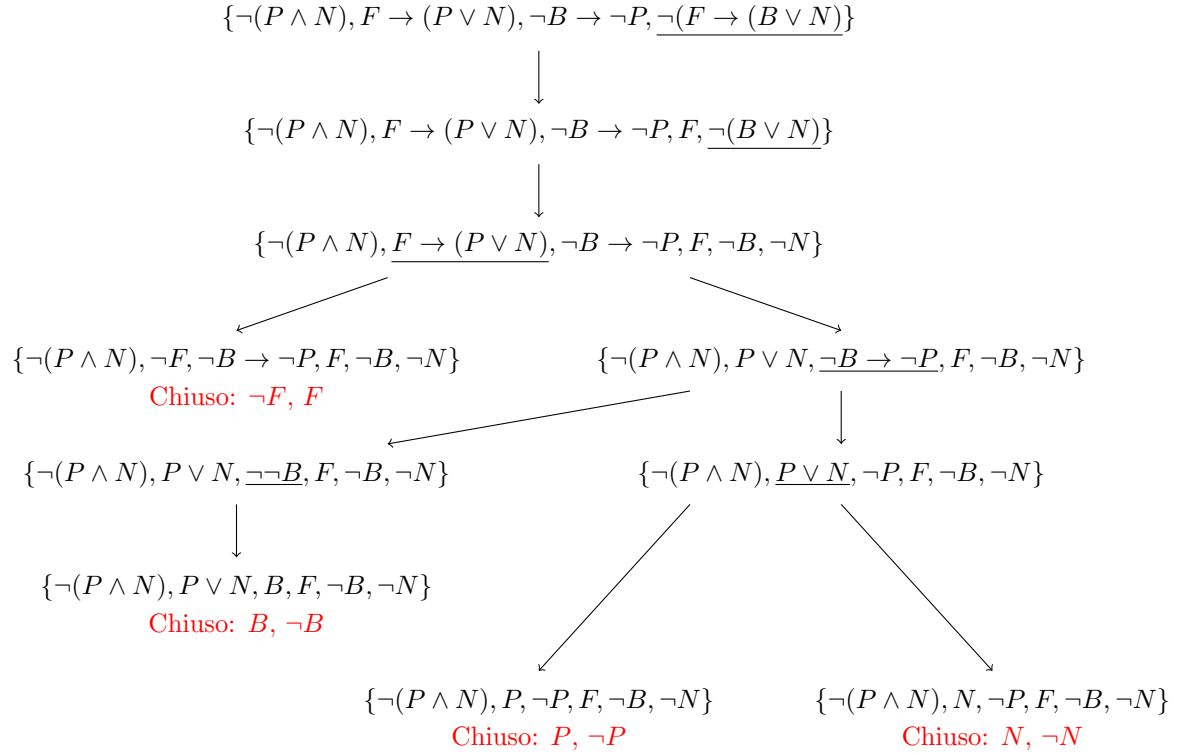 {¬(P ∧ N), F → (P ∨ N), ¬B → ¬P, ¬(F → (B ∨ N)}
{¬(P ∧ N), F → (P ∨ N), ¬B → ¬P, F, ¬(B ∨ N)}
{¬(P ∧ N), F → (P ∨ N), ¬B → ¬P, F, ¬B, ¬N}
{¬(P ∧ N), ¬F, ¬B → ¬P, F, ¬B, ¬N}
Chiuso: ¬F, F
{¬(P ∧ N), P ∨ N, ¬B → ¬P, F, ¬B, ¬N}
{¬(P ∧ N), P ∨ N, ¬¬B, F, ¬B, ¬N}
{¬(P ∧ N), P ∨ N, ¬P, F, ¬B, ¬N}
{¬(P ∧ N), P ∨ N, B, F, ¬B, ¬N}
Chiuso: B, ¬B
{¬(P ∧ N), P, ¬P, F, ¬B, ¬N}
Chiuso: P, ¬P
{¬(P ∧ N), N, ¬P, F, ¬B, ¬N}
Chiuso: N, ¬N